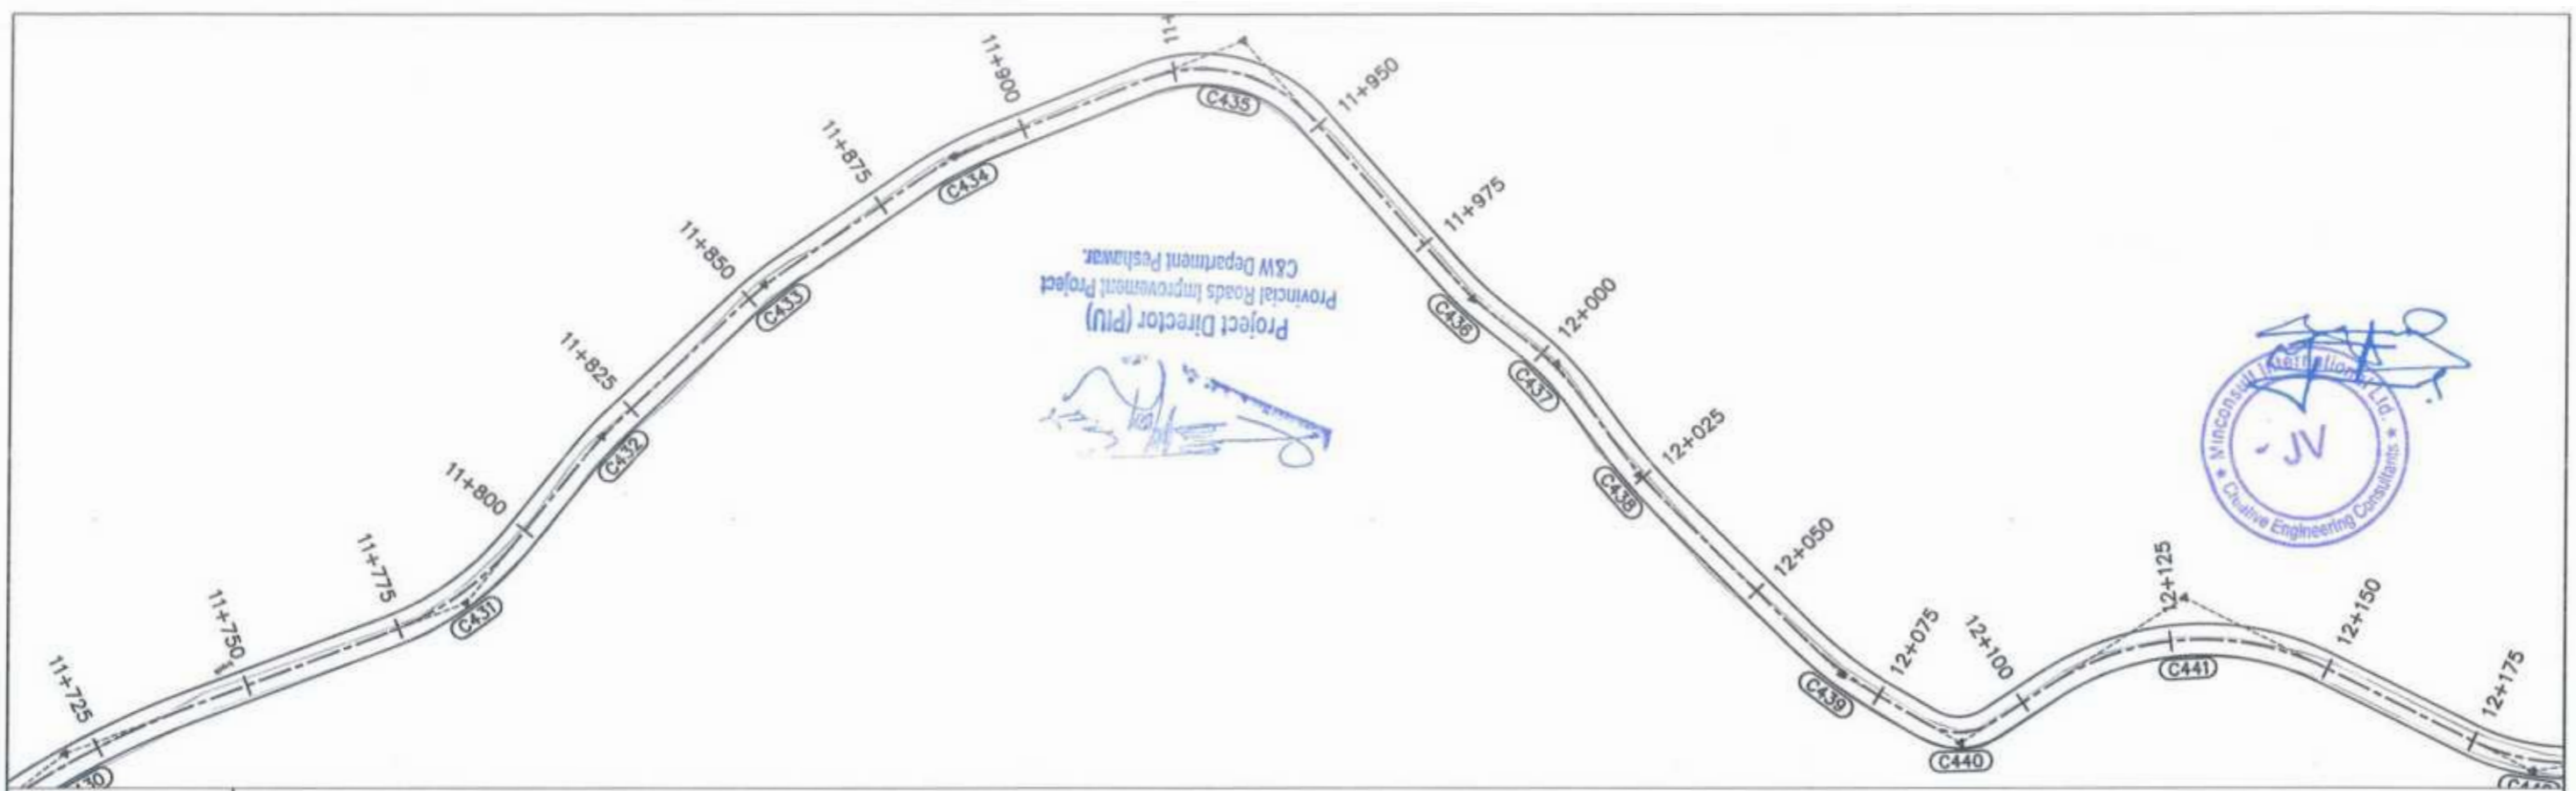 11+725
11+750
11+775
11+800
11+825
11+850
11+875
11+900
11+950
11+975
12+000
12+025
12+050
12+075
12+100
12+125
12+150
12+175
C431
C432
C433
C434
C435
C436
C437
C438
C439
C440
C441
Project Director (PIU)
Provincial Roads Improvement Project
C&W Department Peshawar.
Minconsult International Ltd.
JV
Creative Engineering Consultants